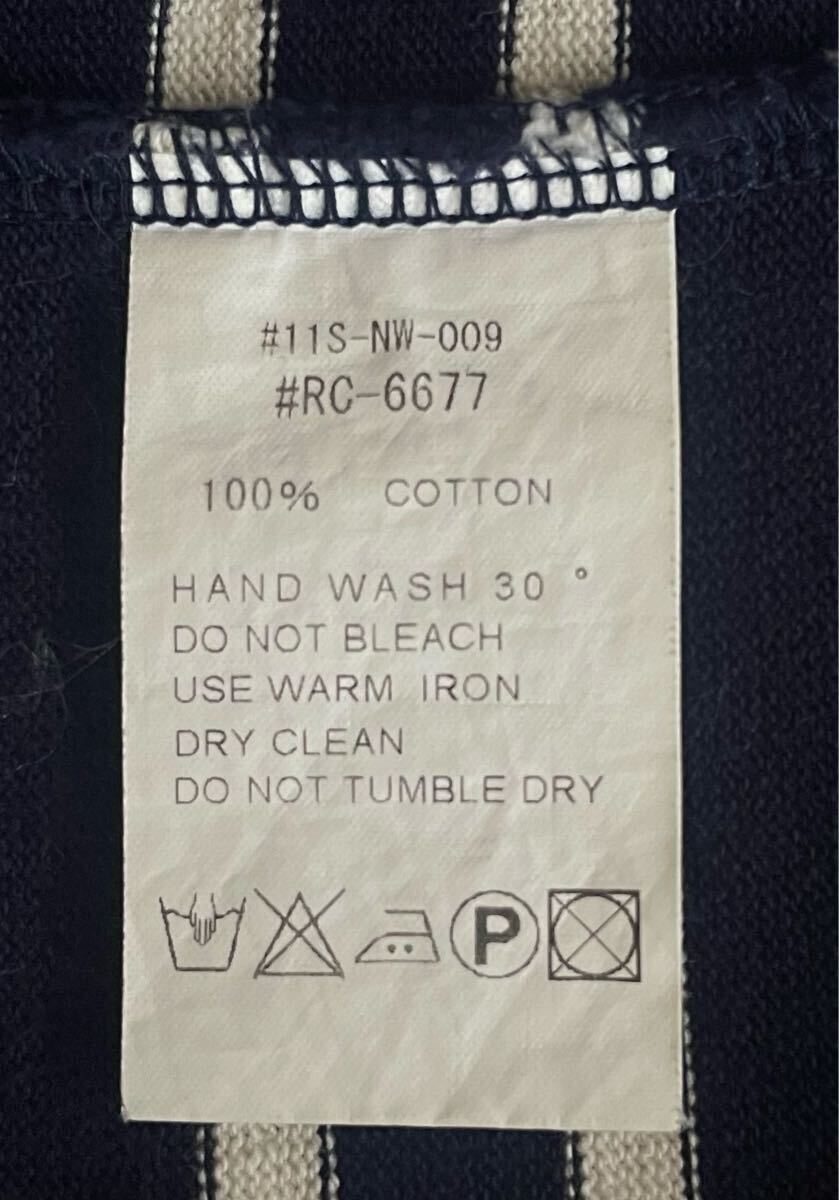 #11S-NW-009
#RC-6677
100% COTTON
HAND WASH 30 °
DO NOT BLEACH
USE WARM IRON
DRY CLEAN
DO NOT TUMBLE DRY
P